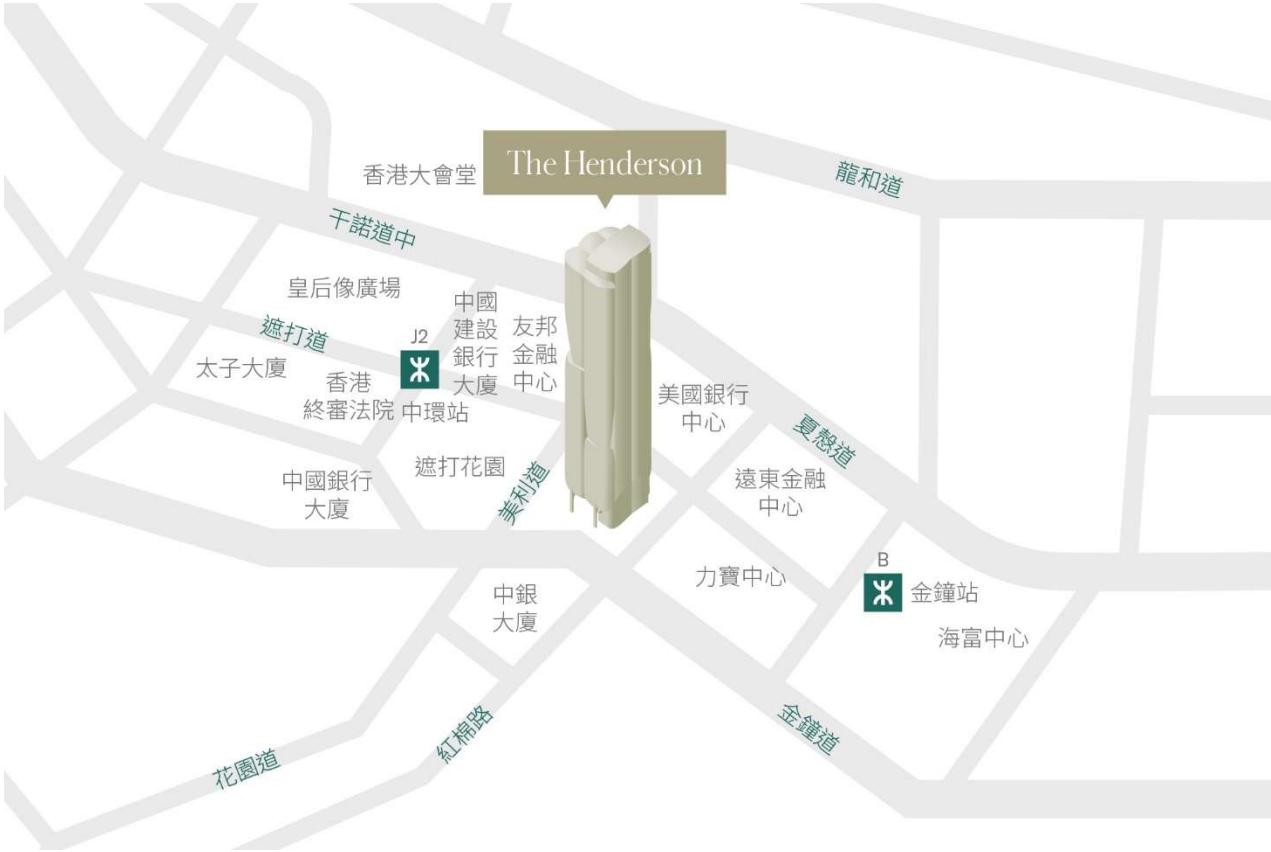 The Henderson
香港大會堂
龍和道
干諾道中
皇后像廣場
中國
建設
銀行
大廈
友邦
金融
中心
遮打道
J2
太子大廈
香港
終審法院
中環站
美國銀行
中心
夏慤道
遮打花園
中國銀行
大廈
美利道
遠東金融
中心
力寶中心
B
金鐘站
中銀
大廈
海富中心
金鐘道
紅棉路
花園道